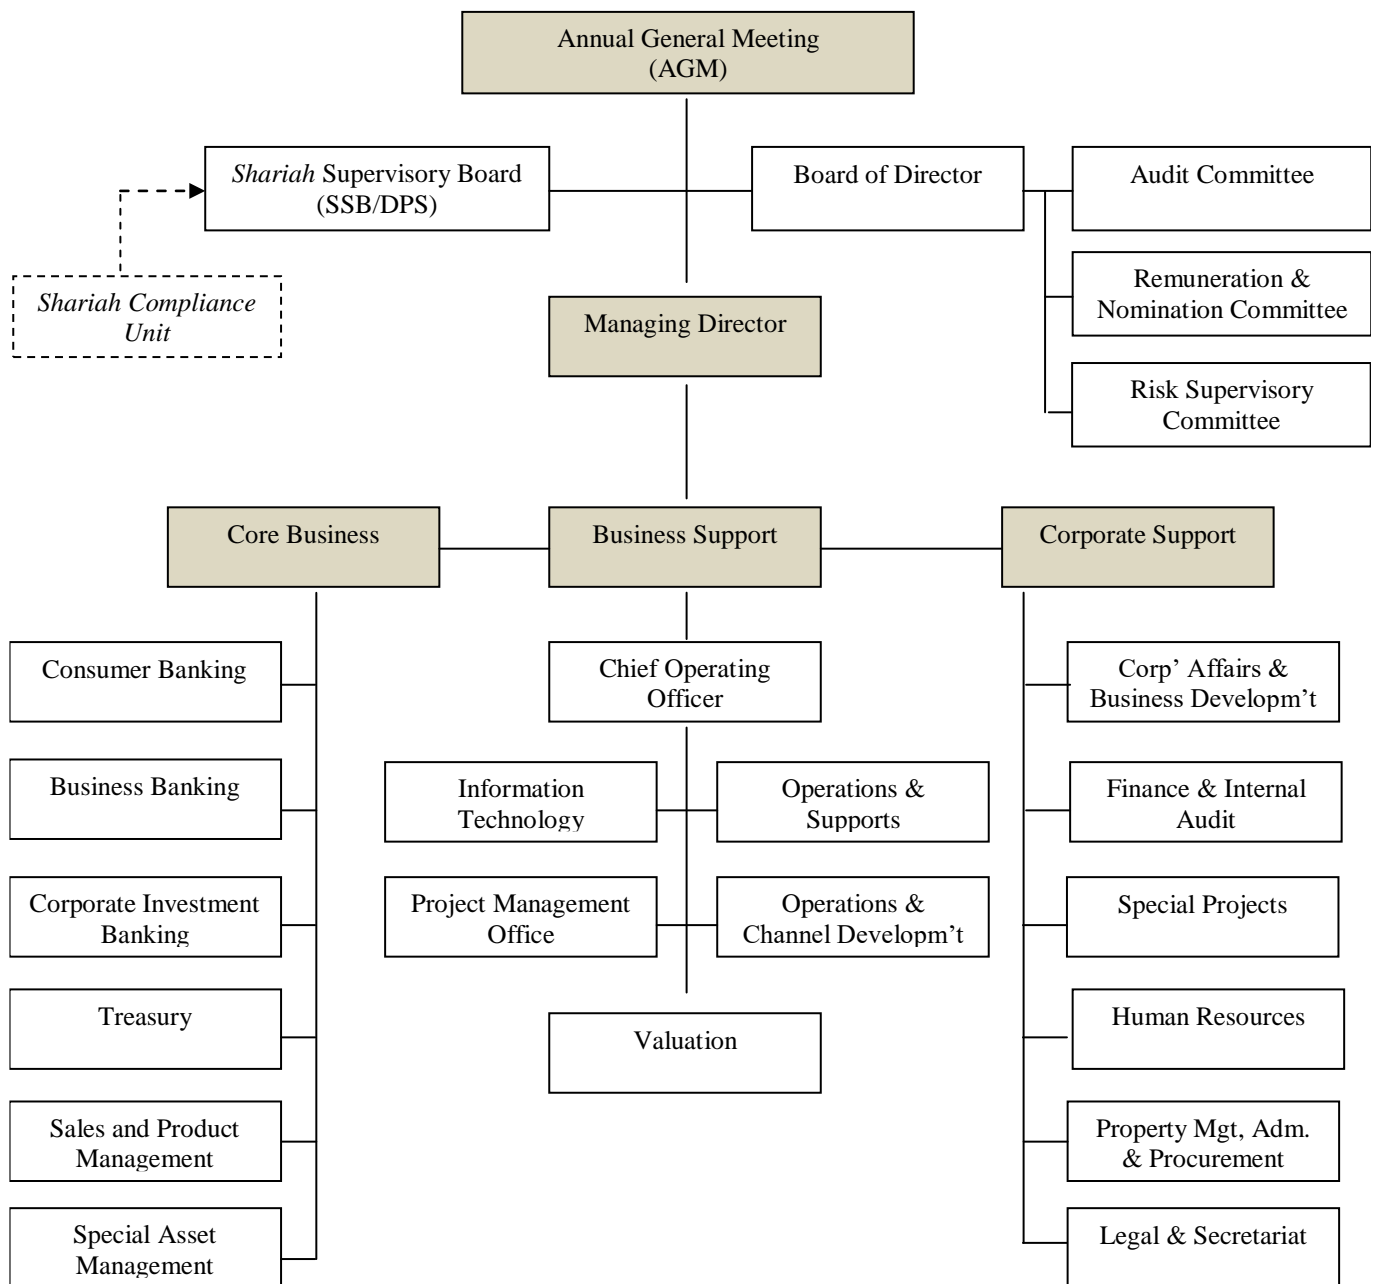 Annual General Meeting
(AGM)
Shariah Supervisory Board
(SSB/DPS)
Board of Director
Audit Committee
Shariah Compliance
Unit
Remuneration &
Nomination Committee
Managing Director
Risk Supervisory
Committee
Core Business
Business Support
Corporate Support
Consumer Banking
Chief Operating
Officer
Corp’ Affairs &
Business Developm’t
Business Banking
Information
Technology
Operations &
Supports
Finance & Internal
Audit
Corporate Investment
Banking
Project Management
Office
Operations &
Channel Developm’t
Special Projects
Treasury
Valuation
Human Resources
Sales and Product
Management
Property Mgt, Adm.
& Procurement
Special Asset
Management
Legal & Secretariat